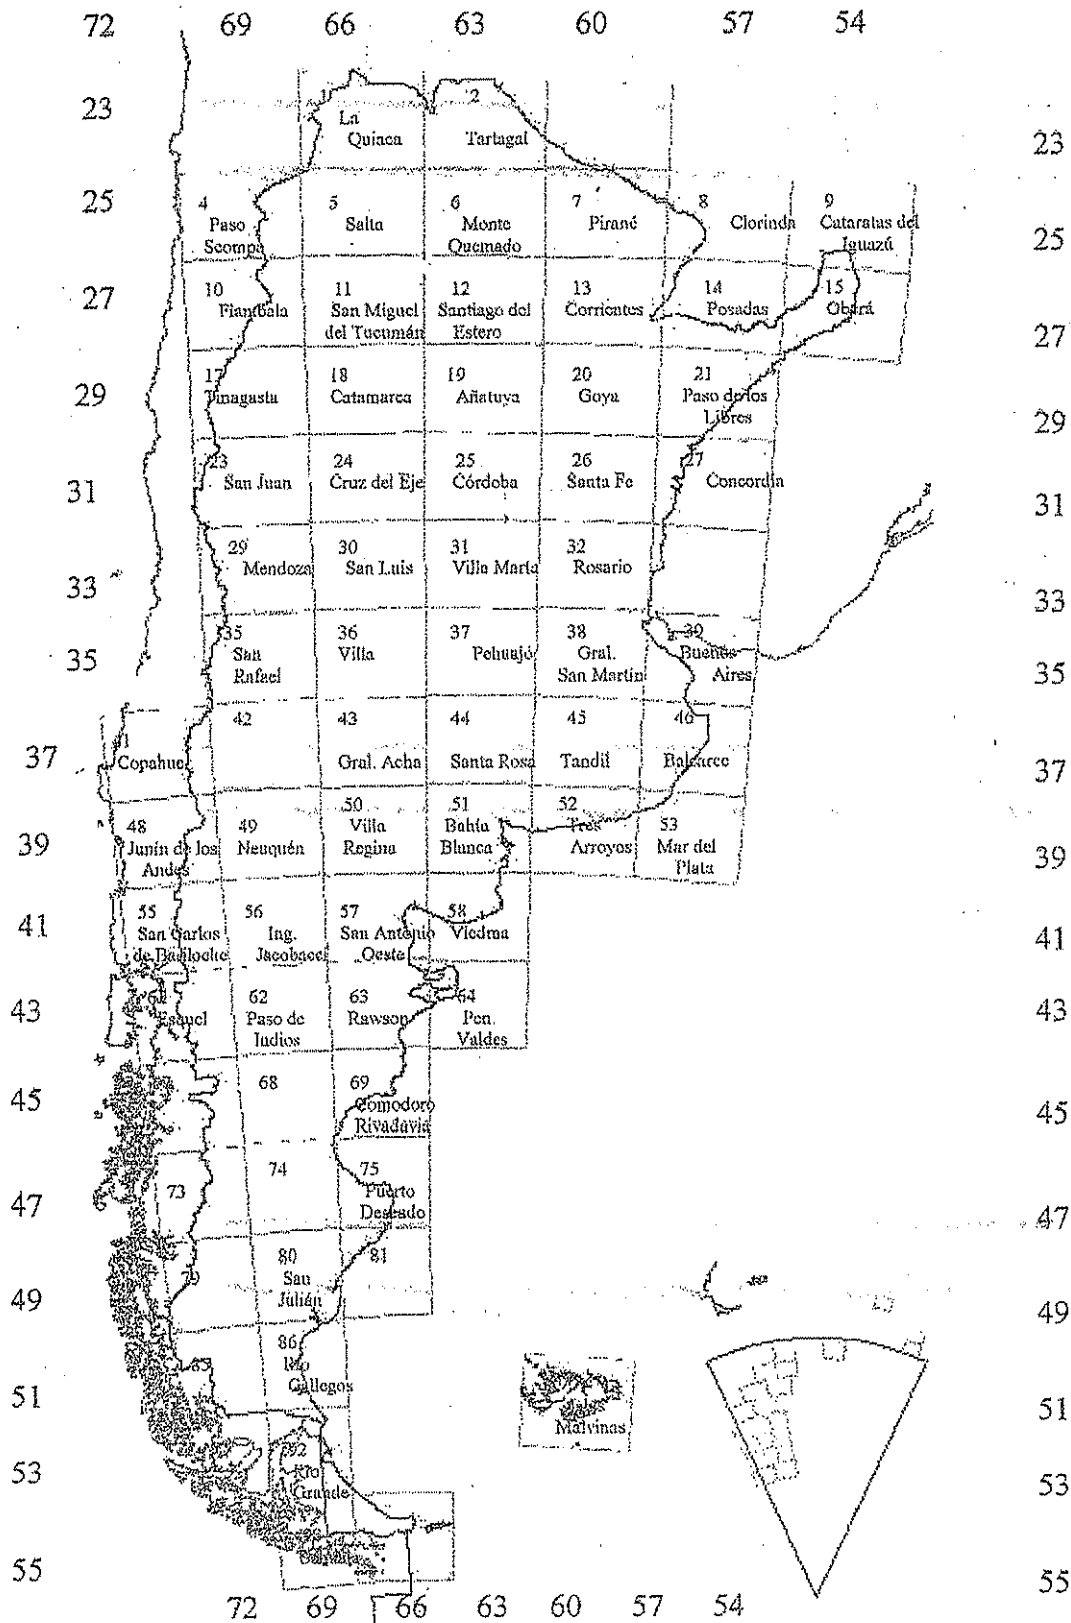 72 69 66 63 60 57 54
23 23
1 2
La
Quiaca Tartagal
25 25
4 5 6 7 8 9
Paso Salta Monte Pirané Clorinda Cataratas del
Socompa Quemado Iguazú
27 27
10 11 12 13 14 15
Fiambala San Miguel Santiago del Corrientes Posadas Oberá
del Tucumán Estero
29 29
17 18 19 20 21
Tinagasta Catamarca Añatuya Goya Paso de los
Libres
31 31
23 24 25 26 27
San Juan Cruz del Eje Córdoba Santa Fe Concordia
33 33
29 30 31 32
Mendoza San Luis Villa María Rosario
35 35
35 36 37 38 39
San Villa Pehuajó Gral. Buenos
Rafael San Martín Aires
37 37
42 43 44 45 46
Copahue Gral. Acha Santa Rosa Tandil Balcarce
39 39
48 49 50 51 52 53
Junín de los Neuquén Villa Bahía Tres Mar del
Andes Regina Blanca Arroyos Plata
41 41
55 56 57 58
San Carlos Ing. San Antonio Viedma
de Bariloche Jacobacci Oeste
43 43
62 63 64
Esquel Paso de Rawson Pen.
Indios Valdes
45 45
68 69
Comodoro
Rivadavia
47 47
73 74 75
Puerto
Deseado
49 49
79 80 81
San
Julián
51 51
85 86
Río
Gallegos
Malvinas
53 53
92
Río
Grande
55 55
Ushuaia
72 69 66 63 60 57 54